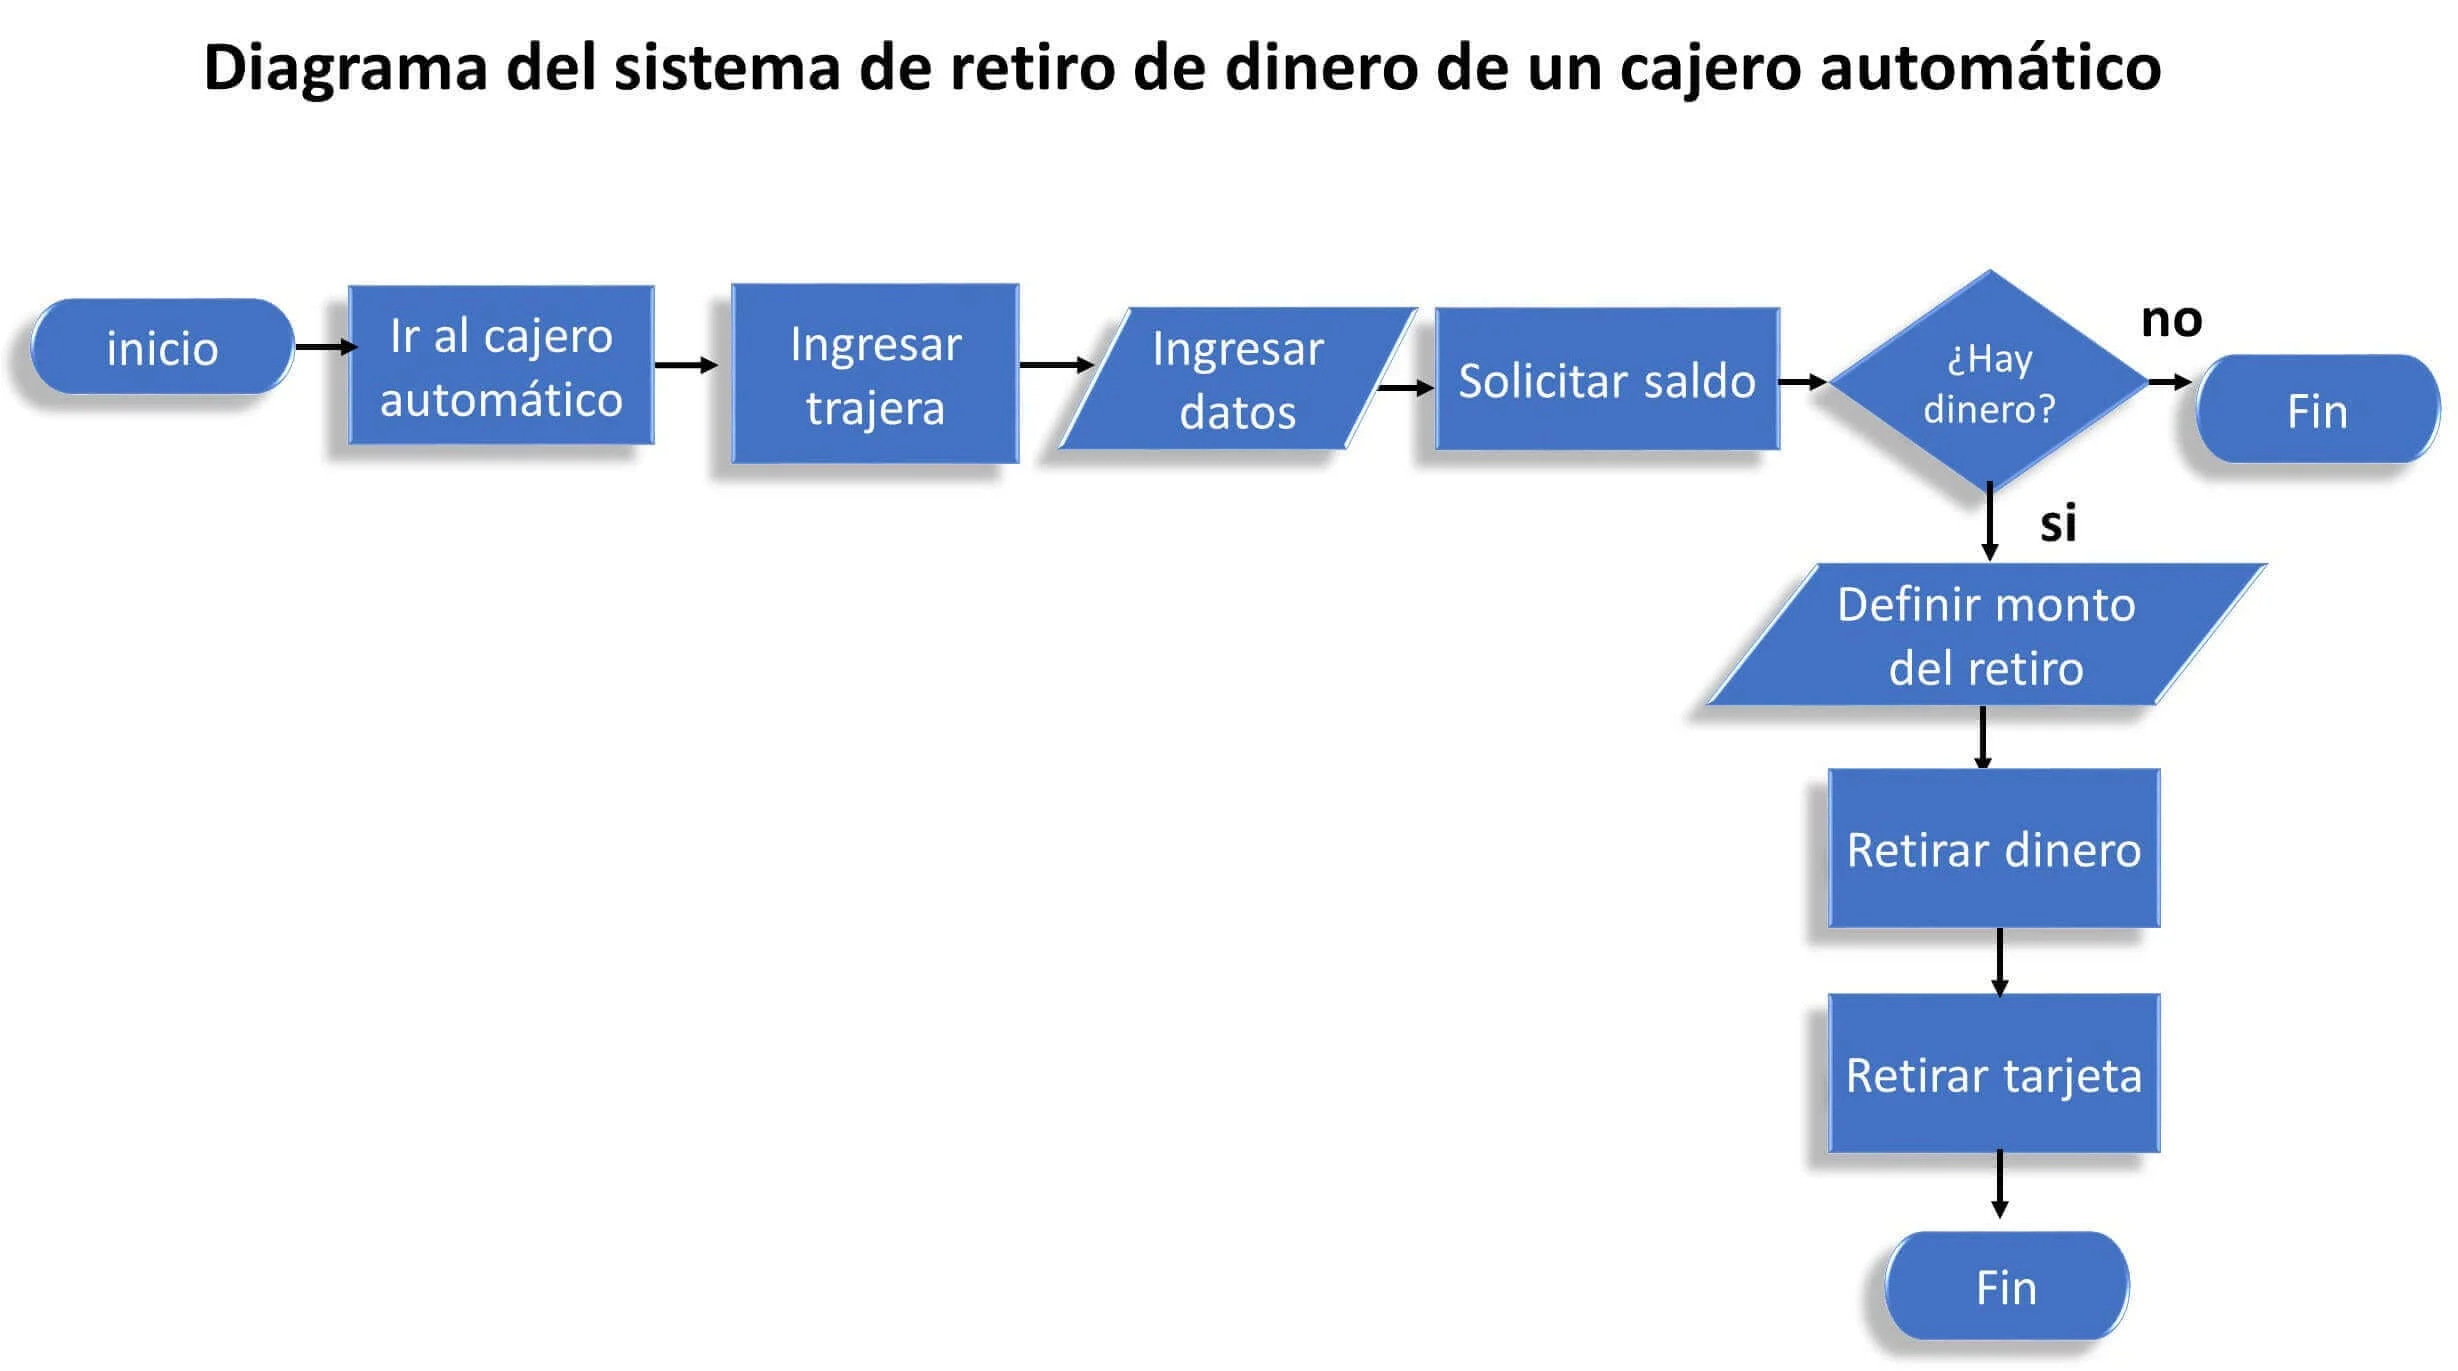 Diagrama del sistema de retiro de dinero de un cajero automático
inicio
Ir al cajero
automático
Ingresar
trajera
Ingresar
datos
Solicitar saldo
¿Hay
dinero?
no
Fin
si
Definir monto
del retiro
Retirar dinero
Retirar tarjeta
Fin